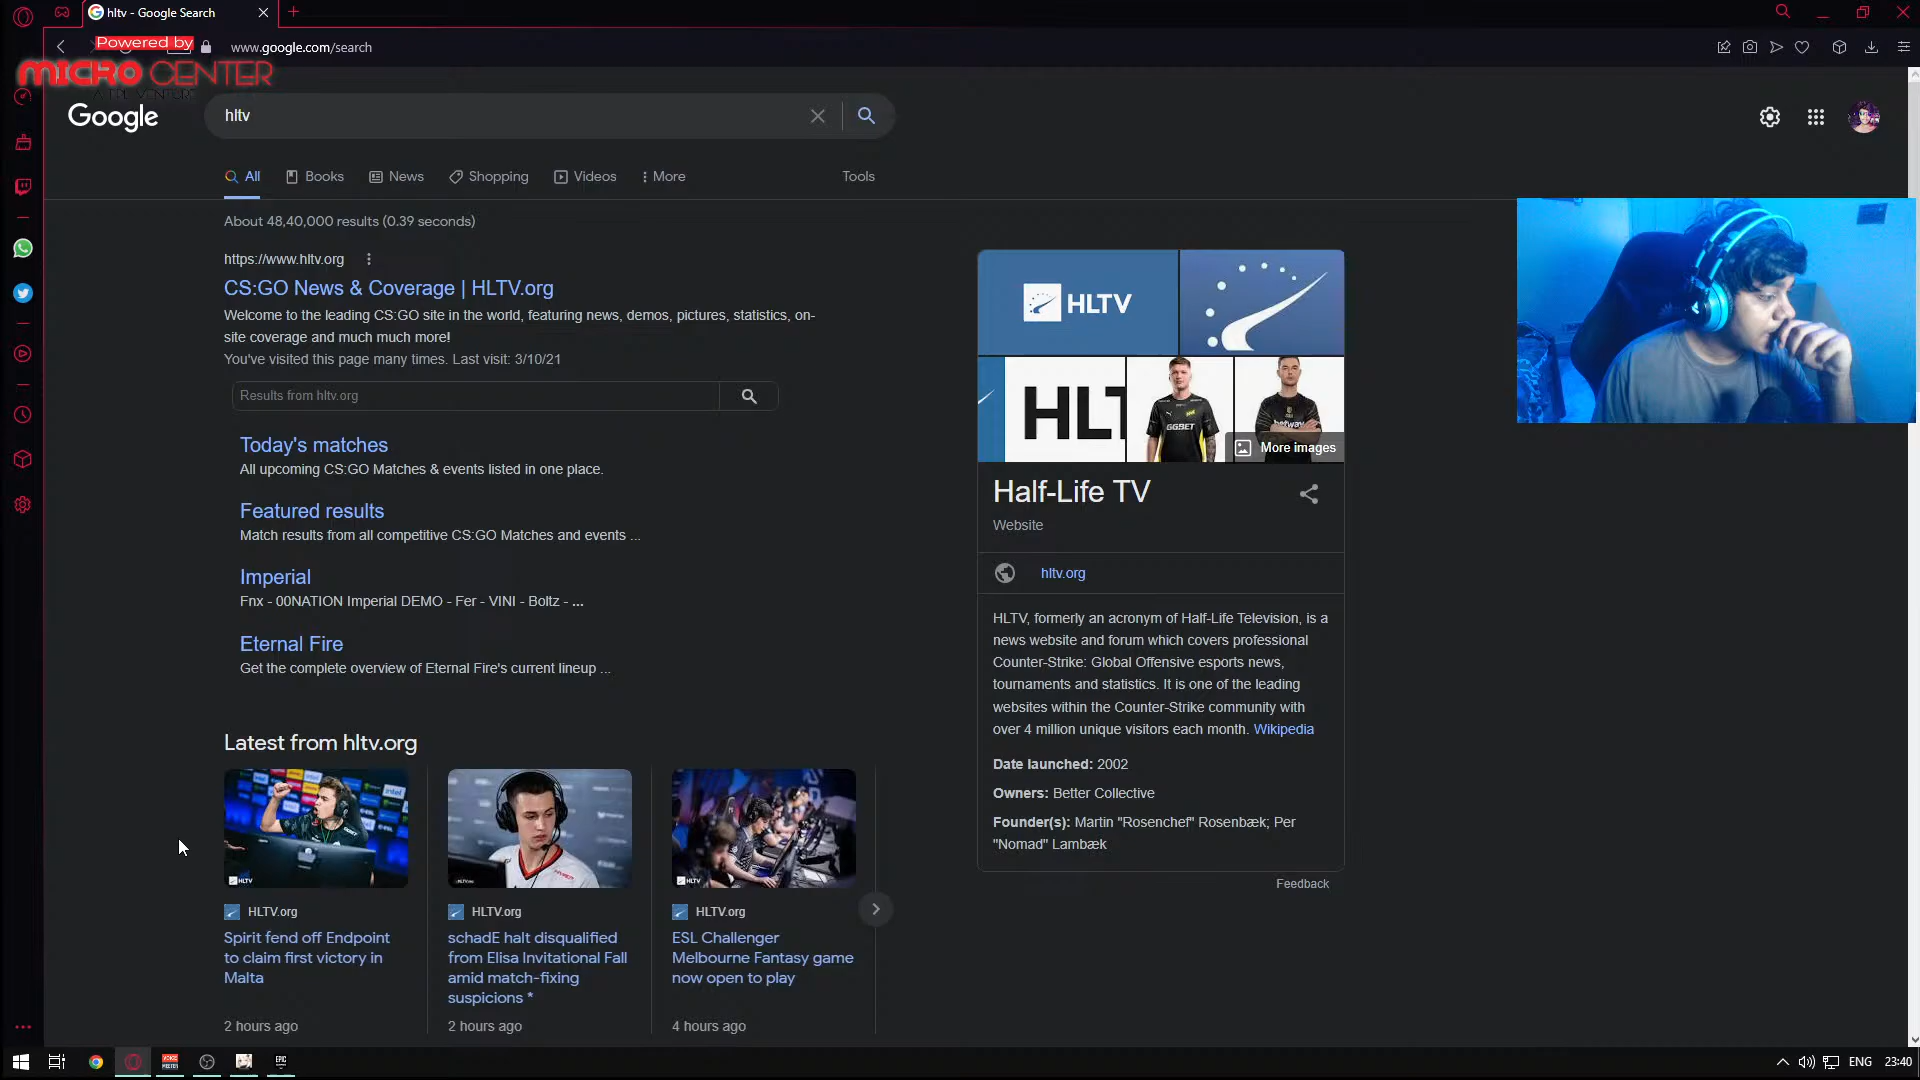 hltv - Google Search
Powered by
MICRO CENTER
www.google.com/search
Google
hltv
All
Books
News
Shopping
Videos
More
Tools
About 48,40,000 results (0.39 seconds)
https://www.hltv.org
CS:GO News & Coverage | HLTV.org
Welcome to the leading CS:GO site in the world, featuring news, demos, pictures, statistics, on-
site coverage and much much more!
You've visited this page many times. Last visit: 3/10/21
Results from hltv.org
Today's matches
All upcoming CS:GO Matches & events listed in one place.
Featured results
Match results from all competitive CS:GO Matches and events ...
Imperial
Fnx - 00NATION Imperial DEMO - Fer - VINI - Boltz - ...
Eternal Fire
Get the complete overview of Eternal Fire's current lineup ...
Latest from hltv.org
HLTV
HLTV
HLTV.org
HLTV.org
HLTV.org
Spirit fend off Endpoint
to claim first victory in
Malta
schadE halt disqualified
from Elisa Invitational Fall
amid match-fixing
suspicions *
ESL Challenger
Melbourne Fantasy game
now open to play
2 hours ago
2 hours ago
4 hours ago
HLTV
HLT
GGBET
betway
More images
Half-Life TV
Website
hltv.org
HLTV, formerly an acronym of Half-Life Television, is a
news website and forum which covers professional
Counter-Strike: Global Offensive esports news,
tournaments and statistics. It is one of the leading
websites within the Counter-Strike community with
over 4 million unique visitors each month. Wikipedia
Date launched: 2002
Owners: Better Collective
Founder(s): Martin "Rosenchef" Rosenbæk; Per
"Nomad" Lambæk
Feedback
EPIC
ENG
23:40